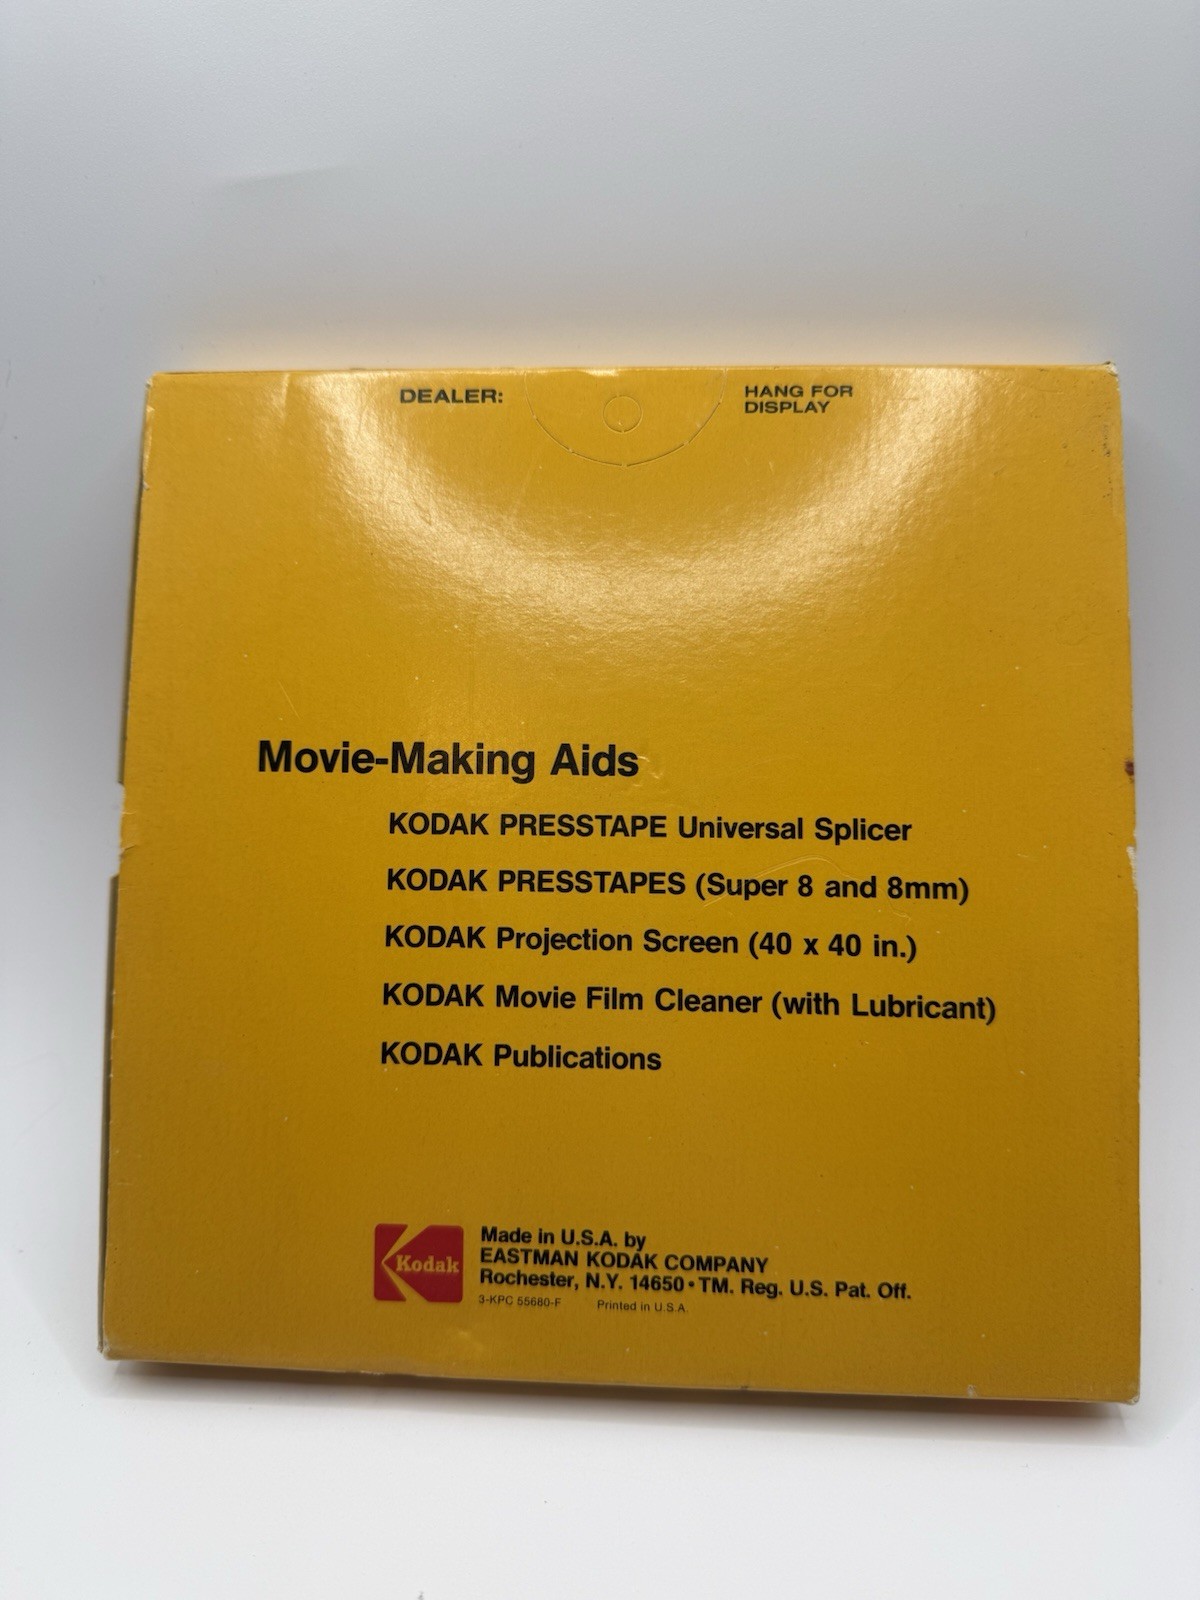 DEALER:
HANG FOR
DISPLAY
Movie-Making Aids
KODAK PRESSTAPE Universal Splicer
KODAK PRESSTAPES (Super 8 and 8mm)
KODAK Projection Screen (40 x 40 in.)
KODAK Movie Film Cleaner (with Lubricant)
KODAK Publications
Kodak
Made in U.S.A. by
EASTMAN KODAK COMPANY
Rochester, N.Y. 14650 • TM. Reg. U.S. Pat. Off.
3-KPC 55680-F Printed in U.S.A.